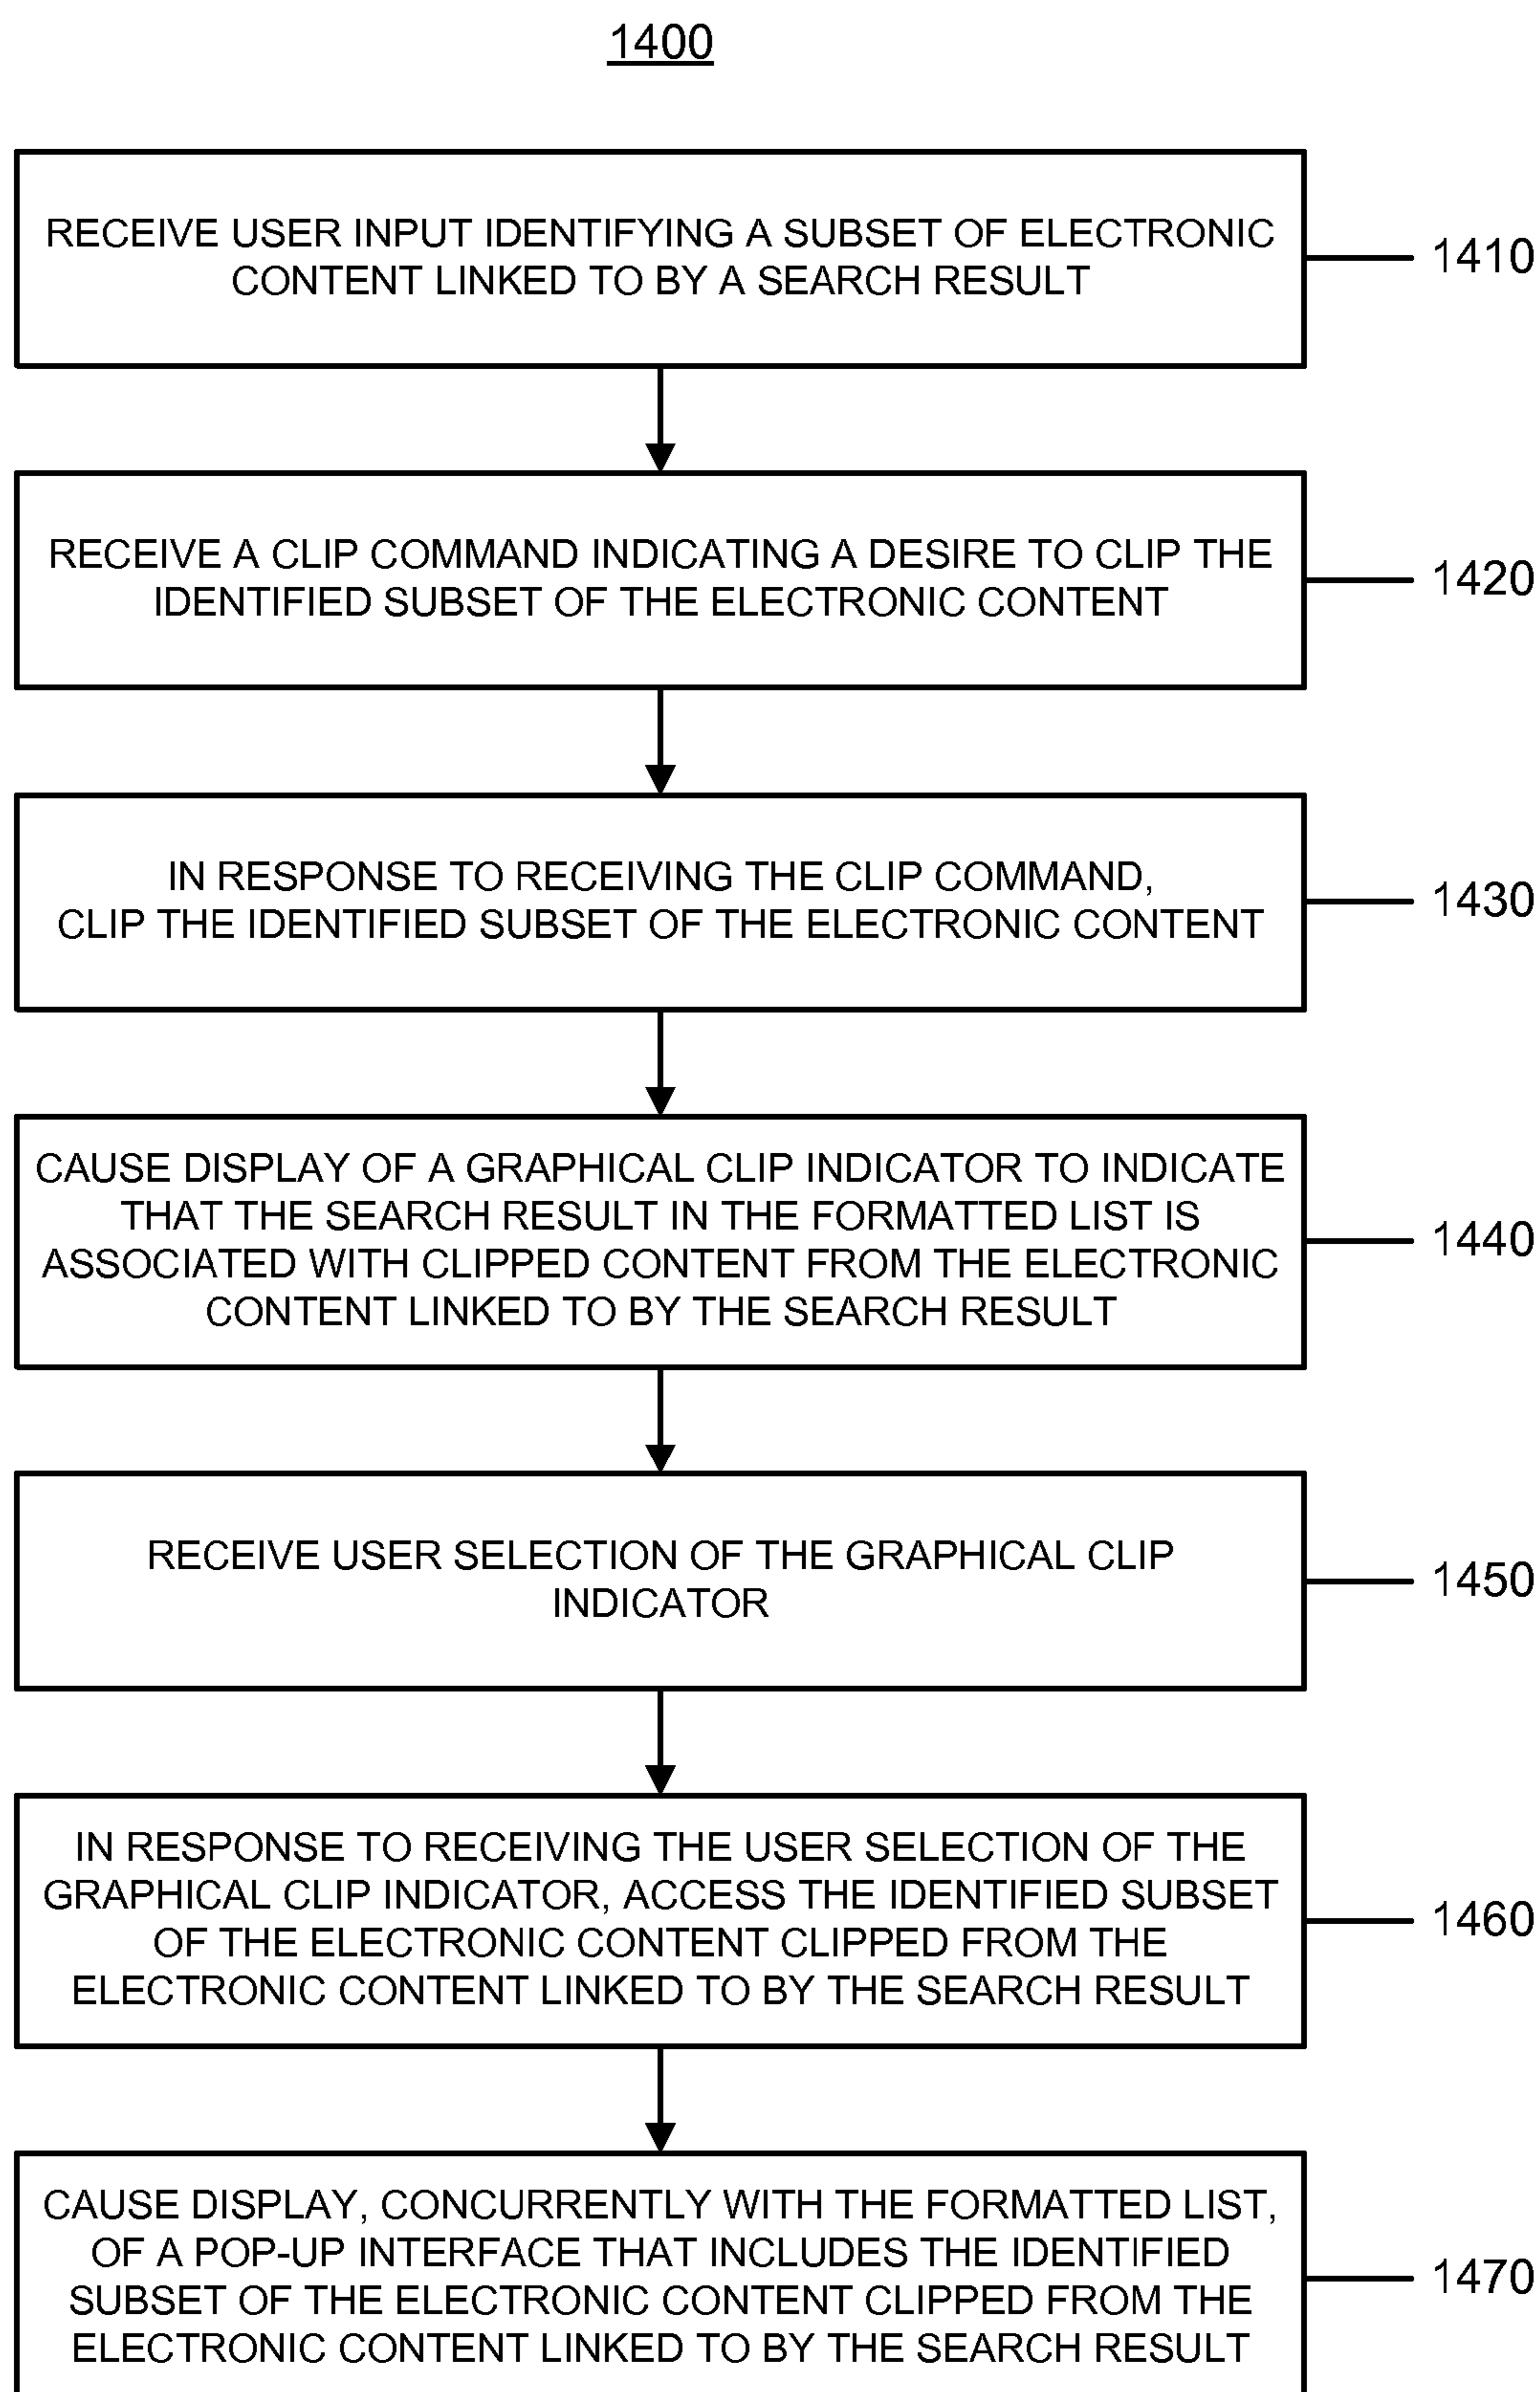 1400
RECEIVE USER INPUT IDENTIFYING A SUBSET OF ELECTRONIC
CONTENT LINKED TO BY A SEARCH RESULT
1410
RECEIVE A CLIP COMMAND INDICATING A DESIRE TO CLIP THE
IDENTIFIED SUBSET OF THE ELECTRONIC CONTENT
1420
IN RESPONSE TO RECEIVING THE CLIP COMMAND,
CLIP THE IDENTIFIED SUBSET OF THE ELECTRONIC CONTENT
1430
CAUSE DISPLAY OF A GRAPHICAL CLIP INDICATOR TO INDICATE
THAT THE SEARCH RESULT IN THE FORMATTED LIST IS
ASSOCIATED WITH CLIPPED CONTENT FROM THE ELECTRONIC
CONTENT LINKED TO BY THE SEARCH RESULT
1440
RECEIVE USER SELECTION OF THE GRAPHICAL CLIP
INDICATOR
1450
IN RESPONSE TO RECEIVING THE USER SELECTION OF THE
GRAPHICAL CLIP INDICATOR, ACCESS THE IDENTIFIED SUBSET
OF THE ELECTRONIC CONTENT CLIPPED FROM THE
ELECTRONIC CONTENT LINKED TO BY THE SEARCH RESULT
1460
CAUSE DISPLAY, CONCURRENTLY WITH THE FORMATTED LIST,
OF A POP-UP INTERFACE THAT INCLUDES THE IDENTIFIED
SUBSET OF THE ELECTRONIC CONTENT CLIPPED FROM THE
ELECTRONIC CONTENT LINKED TO BY THE SEARCH RESULT
1470